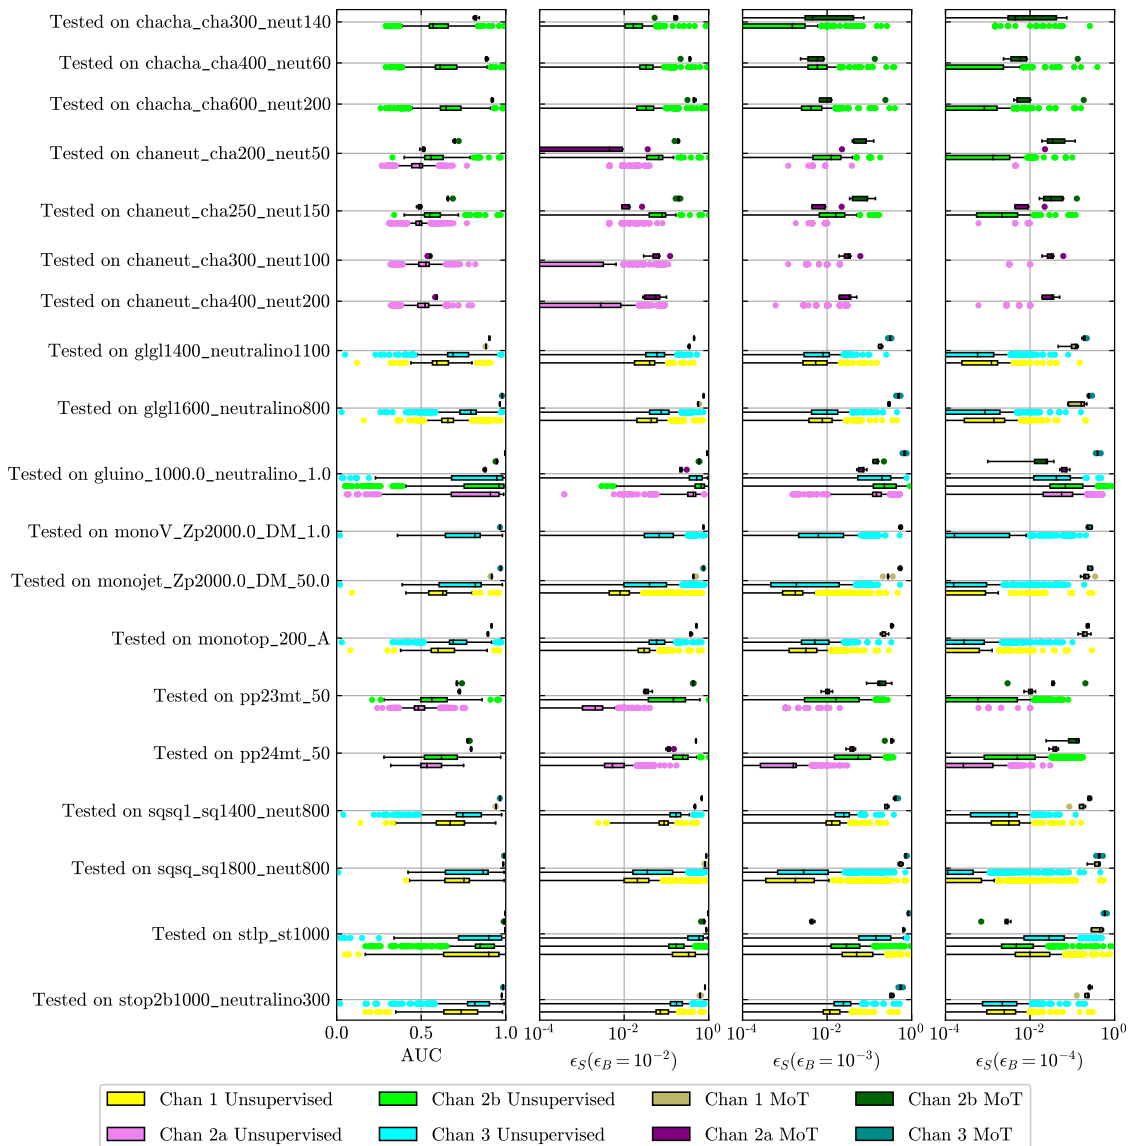 Tested on chacha_cha300_neut140
Tested on chacha_cha400_neut60
Tested on chacha_cha600_neut200
Tested on chaneut_cha200_neut50
Tested on chaneut_cha250_neut150
Tested on chaneut_cha300_neut100
Tested on chaneut_cha400_neut200
Tested on glgl1400_neutralino1100
Tested on glgl1600_neutralino800
Tested on gluino_1000.0_neutralino_1.0
Tested on monoV_Zp2000.0_DM_1.0
Tested on monojet_Zp2000.0_DM_50.0
Tested on monotop_200_A
Tested on pp23mt_50
Tested on pp24mt_50
Tested on sqsq1_sq1400_neut800
Tested on sqsq_sq1800_neut800
Tested on stlp_st1000
Tested on stop2b1000_neutralino300
0.0 0.5 1.0 10^{-4} 10^{-2} 10^{0} 10^{-4} 10^{-2} 10^{0} 10^{-4} 10^{-2} 10^{0}
AUC ϵ_S(ϵ_B = 10^{-2}) ϵ_S(ϵ_B = 10^{-3}) ϵ_S(ϵ_B = 10^{-4})
Chan 1 Unsupervised Chan 2b Unsupervised Chan 1 MoT Chan 2b MoT
Chan 2a Unsupervised Chan 3 Unsupervised Chan 2a MoT Chan 3 MoT